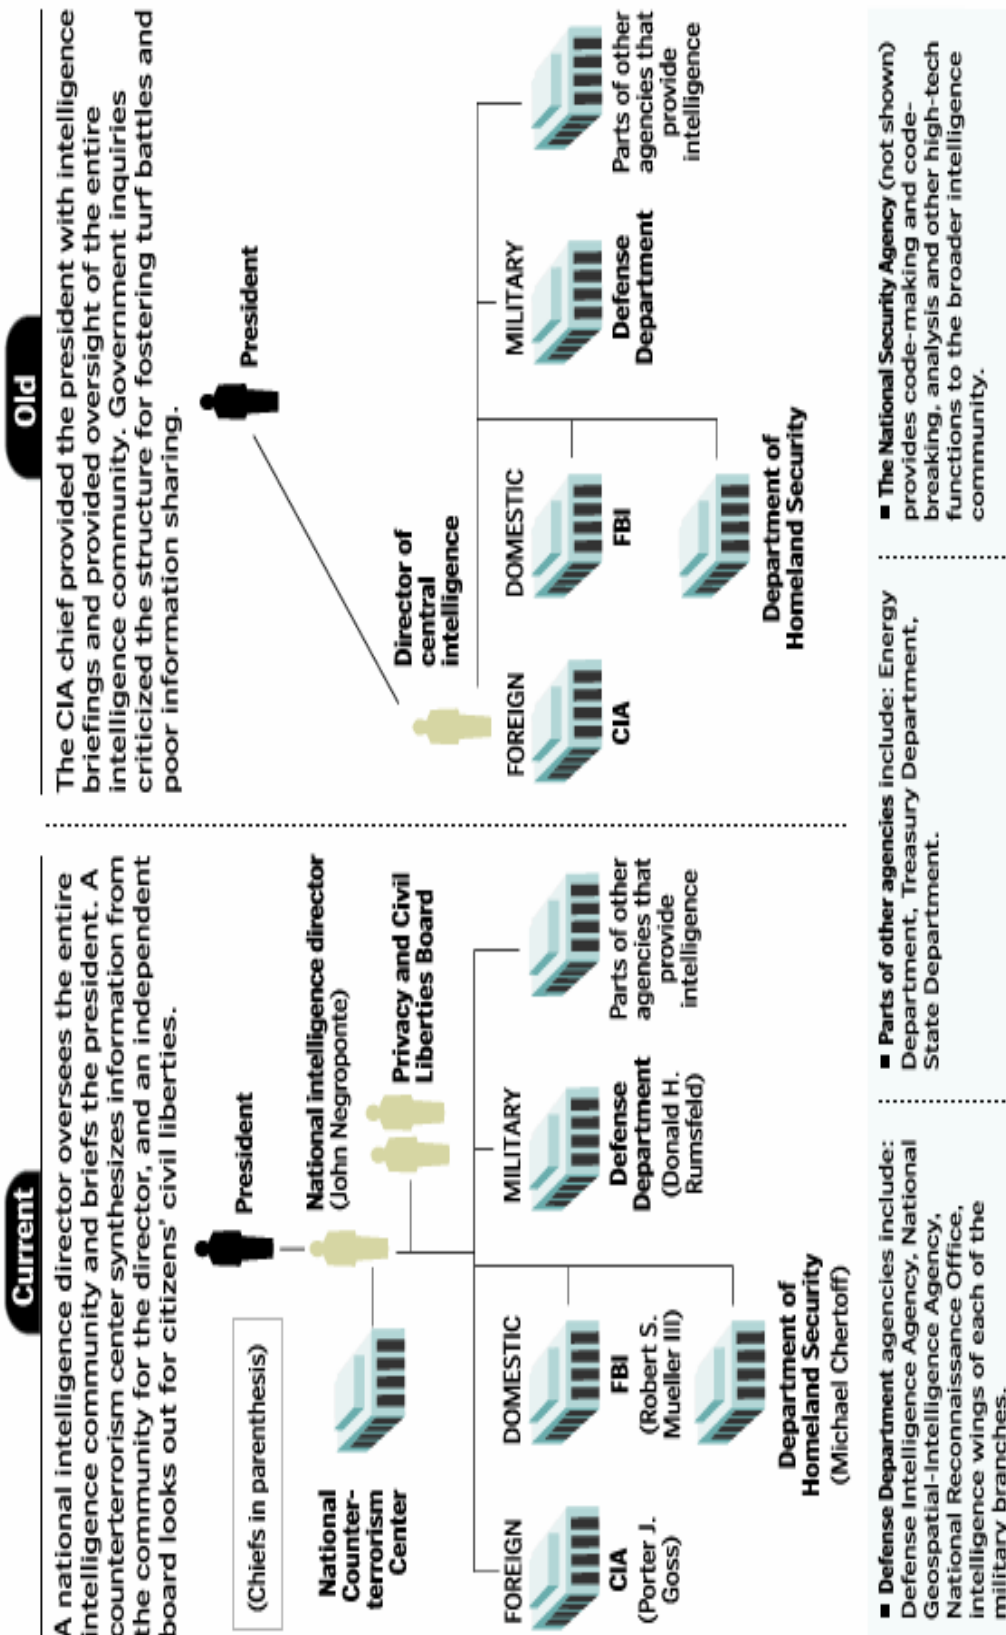 Current
A national intelligence director oversees the entire
intelligence community and briefs the president. A
counterterrorism center synthesizes information from
the community for the director, and an independent
board looks out for citizens' civil liberties.
(Chiefs in parenthesis)
President
National intelligence director
(John Negroponte)
National
Counter-
terrorism
Center
Privacy and Civil
Liberties Board
FOREIGN
CIA
(Porter J.
Goss)
DOMESTIC
FBI
(Robert S.
Mueller III)
Department of
Homeland Security
(Michael Chertoff)
MILITARY
Defense
Department
(Donald H.
Rumsfeld)
Parts of other
agencies that
provide
intelligence
Old
The CIA chief provided the president with intelligence
briefings and provided oversight of the entire
intelligence community. Government inquiries
criticized the structure for fostering turf battles and
poor information sharing.
President
Director of
central
intelligence
FOREIGN
CIA
DOMESTIC
FBI
Department of
Homeland Security
MILITARY
Defense
Department
Parts of other
agencies that
provide
intelligence
■ Defense Department agencies include:
Defense Intelligence Agency, National
Geospatial-Intelligence Agency,
National Reconnaissance Office,
intelligence wings of each of the
military branches.
■ Parts of other agencies include: Energy
Department, Treasury Department,
State Department.
■ The National Security Agency (not shown)
provides code-making and code-
breaking, analysis and other high-tech
functions to the broader intelligence
community.